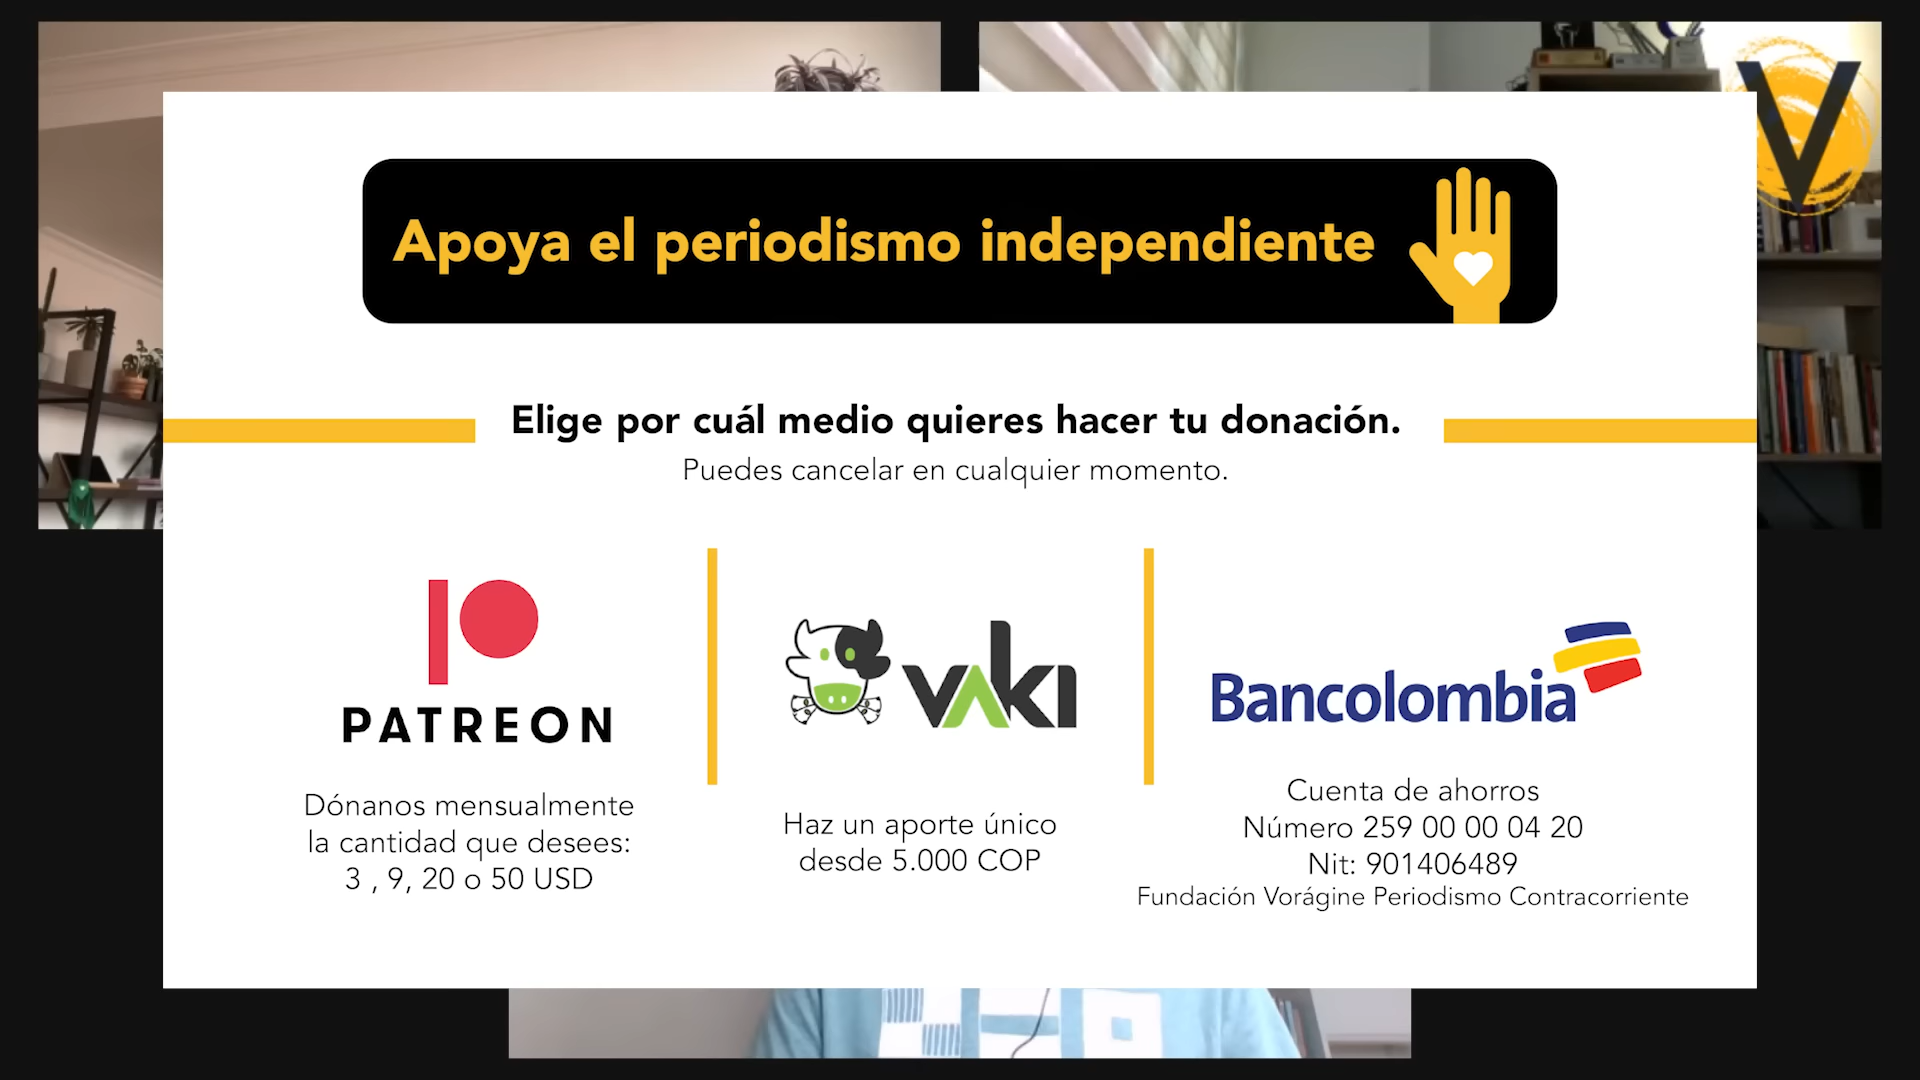 V
Apoya el periodismo independiente
Elige por cuál medio quieres hacer tu donación.
Puedes cancelar en cualquier momento.
PATREON
Dónanos mensualmente
la cantidad que desees:
3 , 9, 20 o 50 USD
VAKI
Haz un aporte único
desde 5.000 COP
Bancolombia
Cuenta de ahorros
Número 259 00 00 04 20
Nit: 901406489
Fundación Vorágine Periodismo Contracorriente